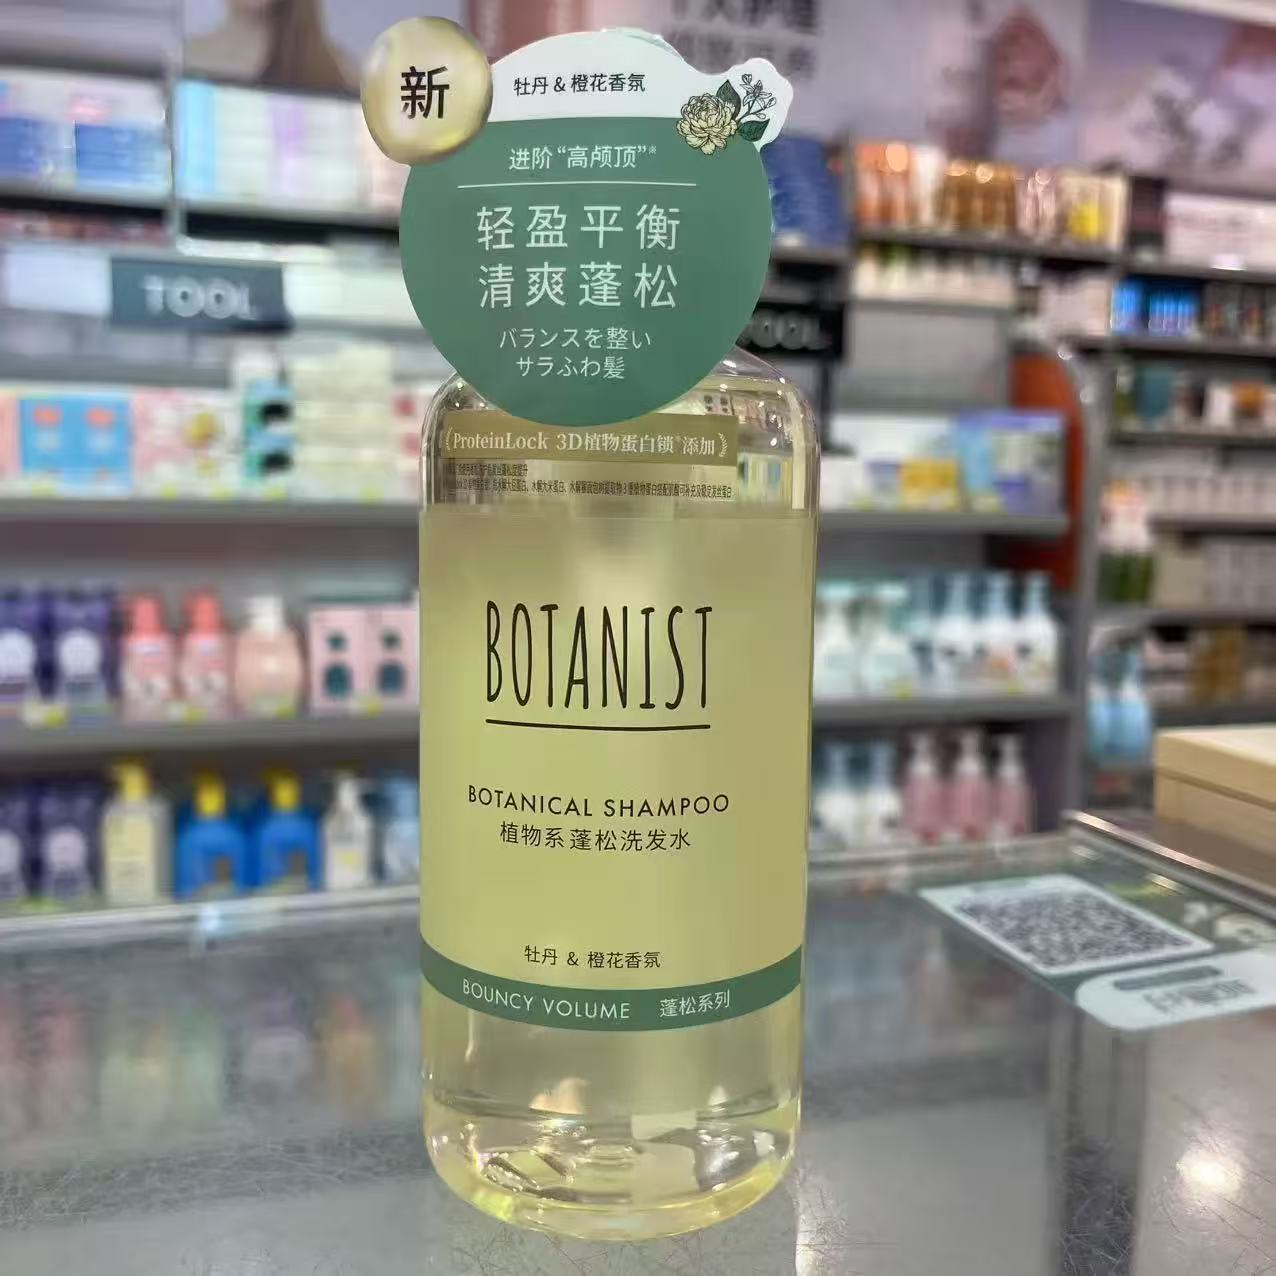 新
牡丹 & 橙花香氛
进阶“高颅顶”※
轻盈平衡
清爽蓬松
バランスを整い
サラふわ髪
ProteinLock 3D植物蛋白锁*添加
BOTANIST
BOTANICAL SHAMPOO
植物系蓬松洗发水
牡丹 & 橙花香氛
BOUNCY VOLUME 蓬松系列
TOOL
TOOL